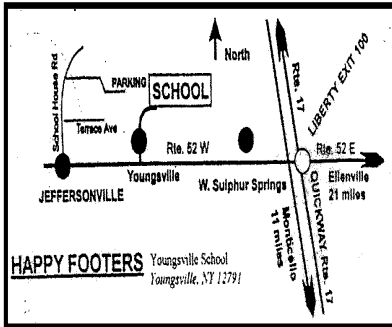 North
School House Rd
PARKING
SCHOOL
Rte. 17
LIBERTY EXIT 100
Terrace Ave
Rte. 52 W
Rte. 52 E
JEFFERSONVILLE
Youngsville
W. Sulphur Springs
Ellenville
21 miles
QUICKWAY, Rte. 17
Monticello
11 miles
HAPPY FOOTERS
Youngsville School
Youngsville, NY 12791